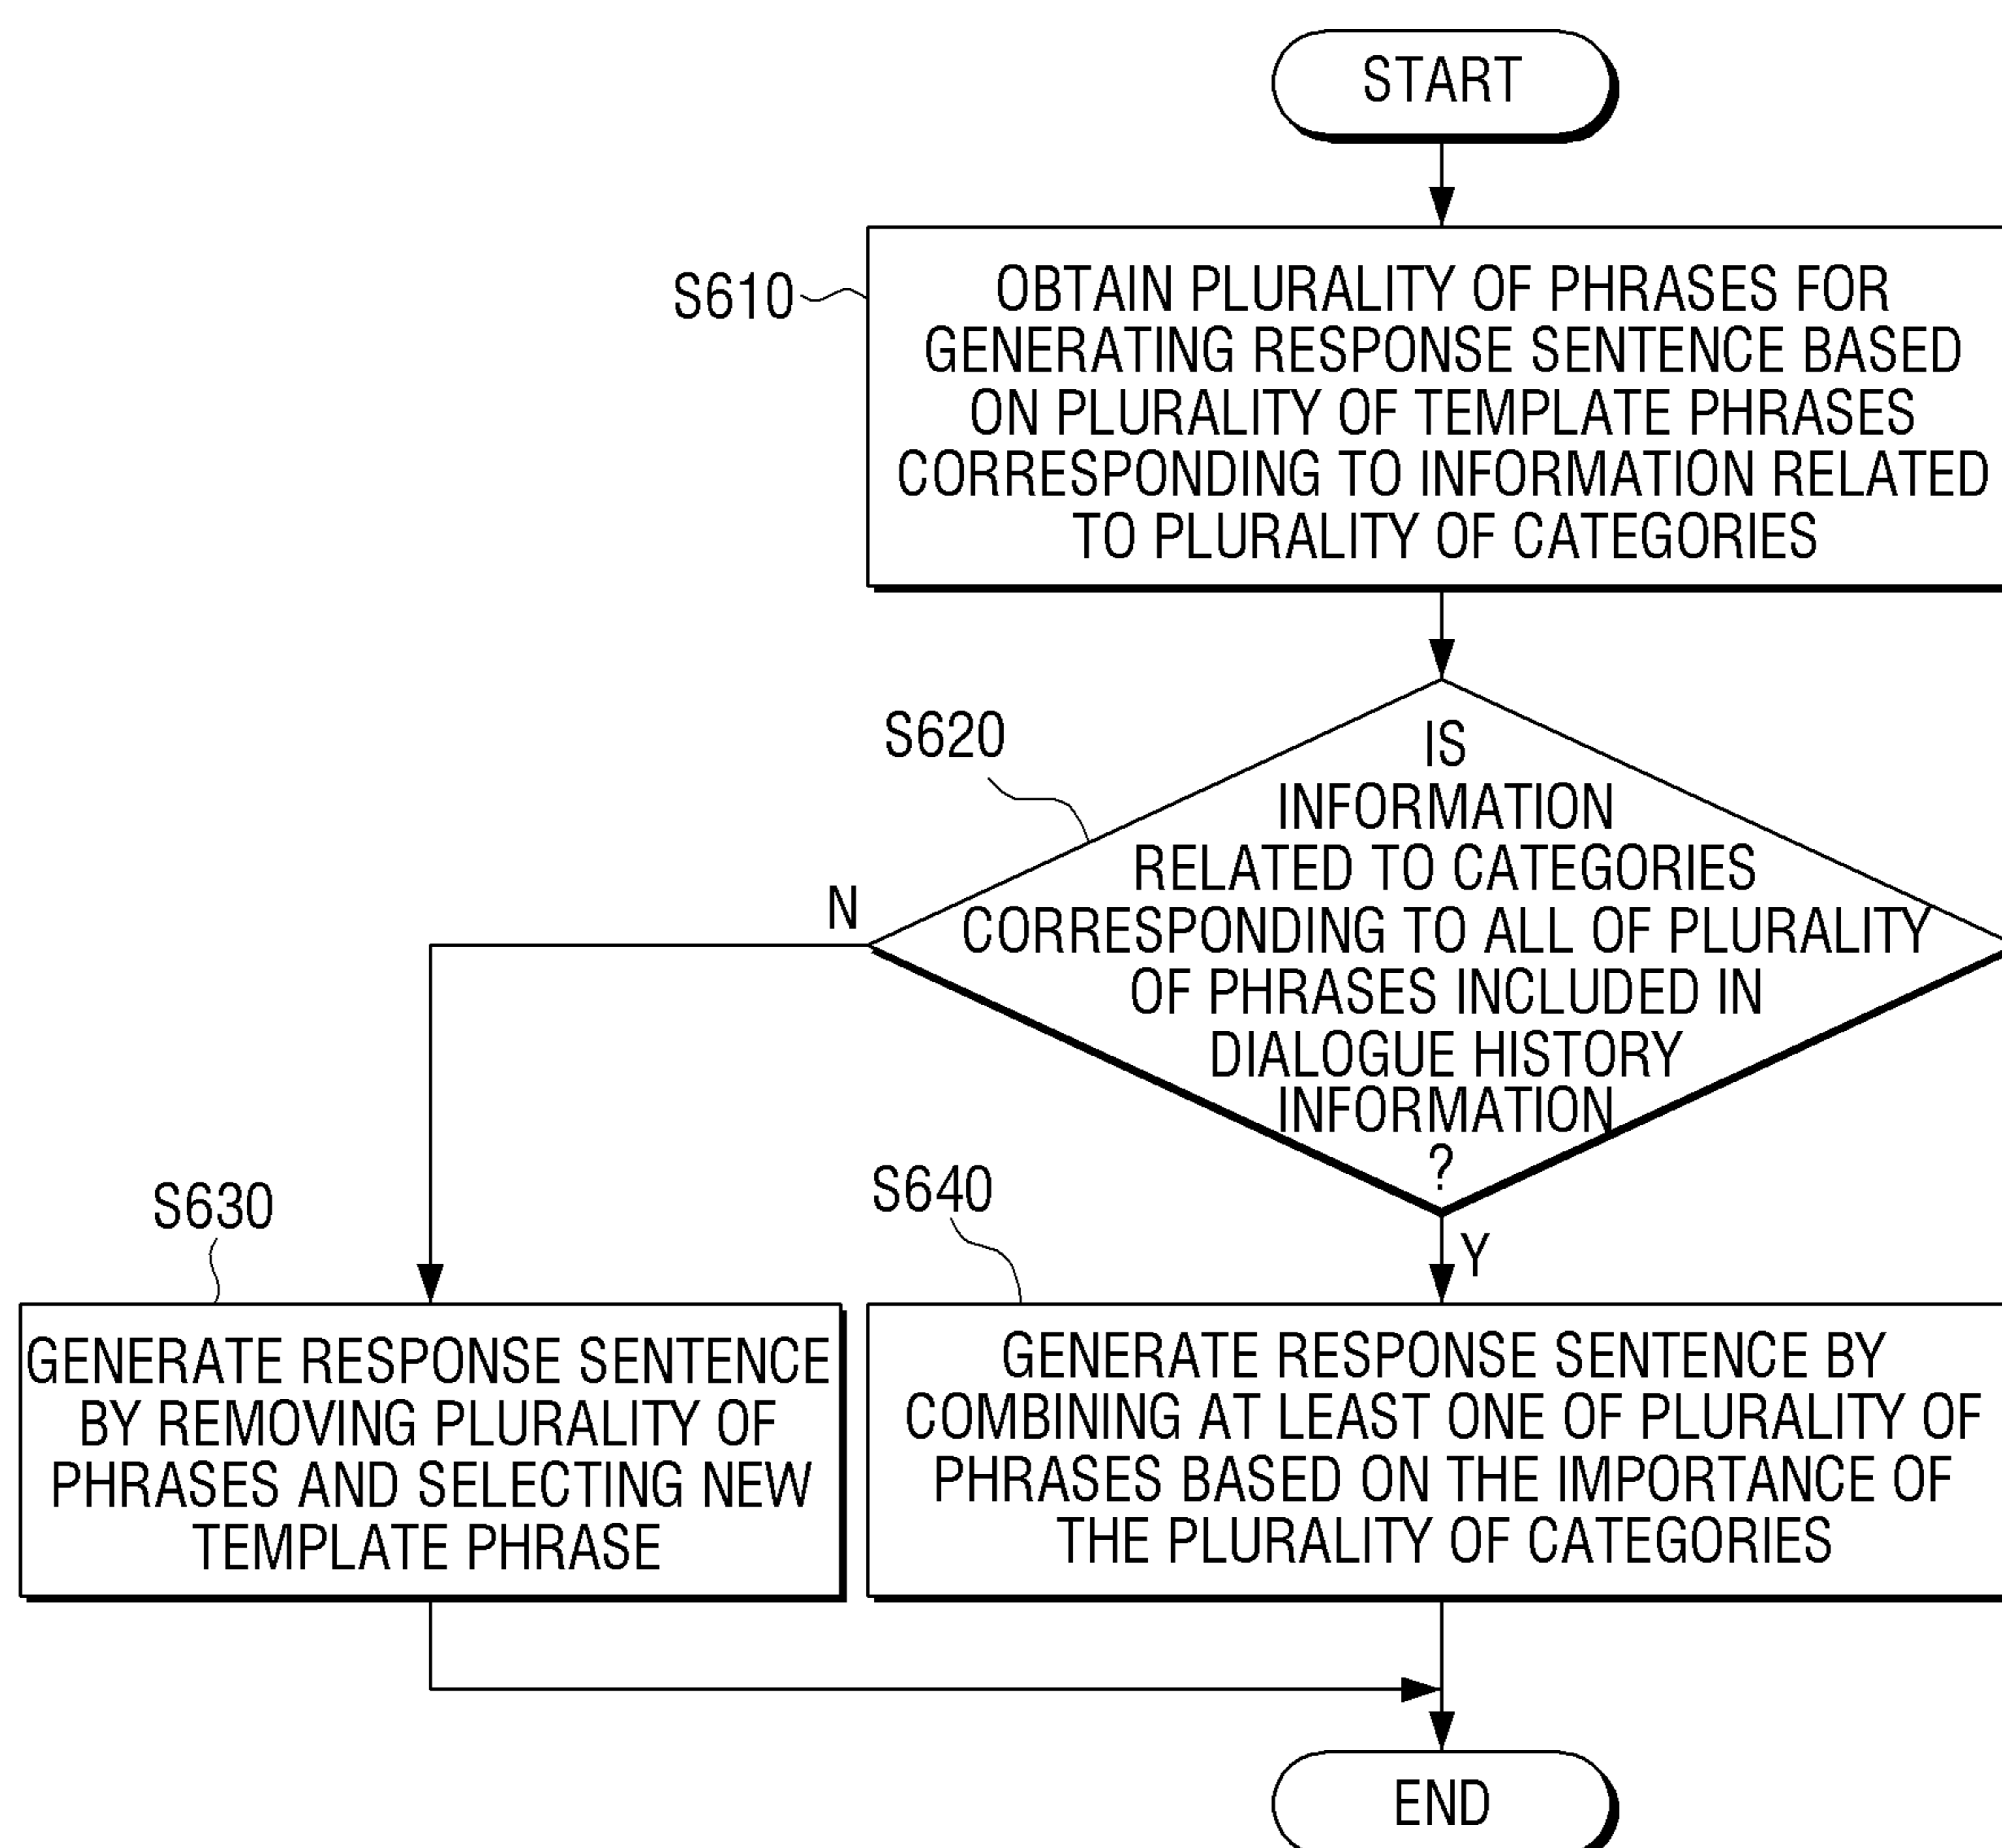 START
S610
OBTAIN PLURALITY OF PHRASES FOR
GENERATING RESPONSE SENTENCE BASED
ON PLURALITY OF TEMPLATE PHRASES
CORRESPONDING TO INFORMATION RELATED
TO PLURALITY OF CATEGORIES
S620
IS
INFORMATION
RELATED TO CATEGORIES
CORRESPONDING TO ALL OF PLURALITY
OF PHRASES INCLUDED IN
DIALOGUE HISTORY
INFORMATION
?
N
Y
S630
GENERATE RESPONSE SENTENCE
BY REMOVING PLURALITY OF
PHRASES AND SELECTING NEW
TEMPLATE PHRASE
S640
GENERATE RESPONSE SENTENCE BY
COMBINING AT LEAST ONE OF PLURALITY OF
PHRASES BASED ON THE IMPORTANCE OF
THE PLURALITY OF CATEGORIES
END